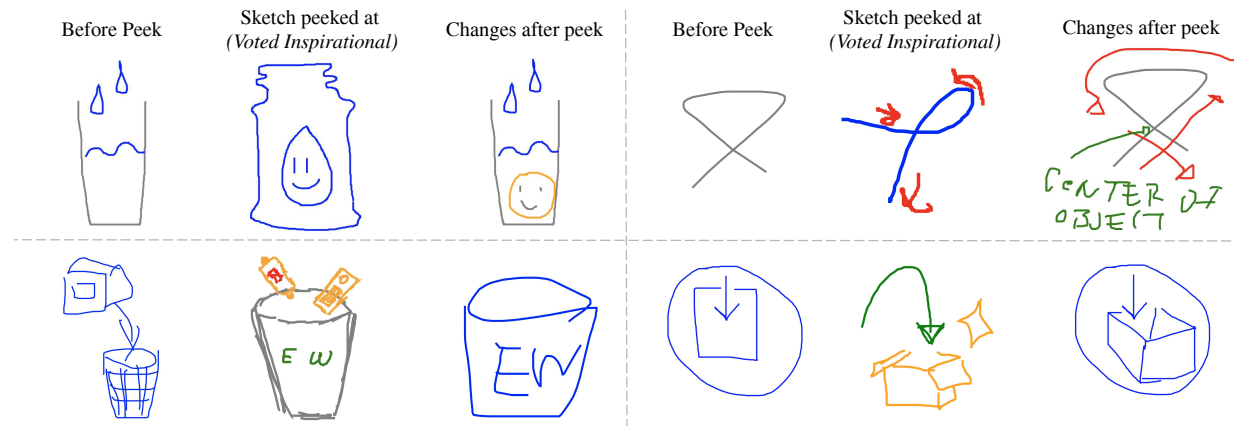 Before Peek
Sketch peeked at
(Voted Inspirational)
Changes after peek
Before Peek
Sketch peeked at
(Voted Inspirational)
Changes after peek
CENTER OF
OBJECT
E W
EW